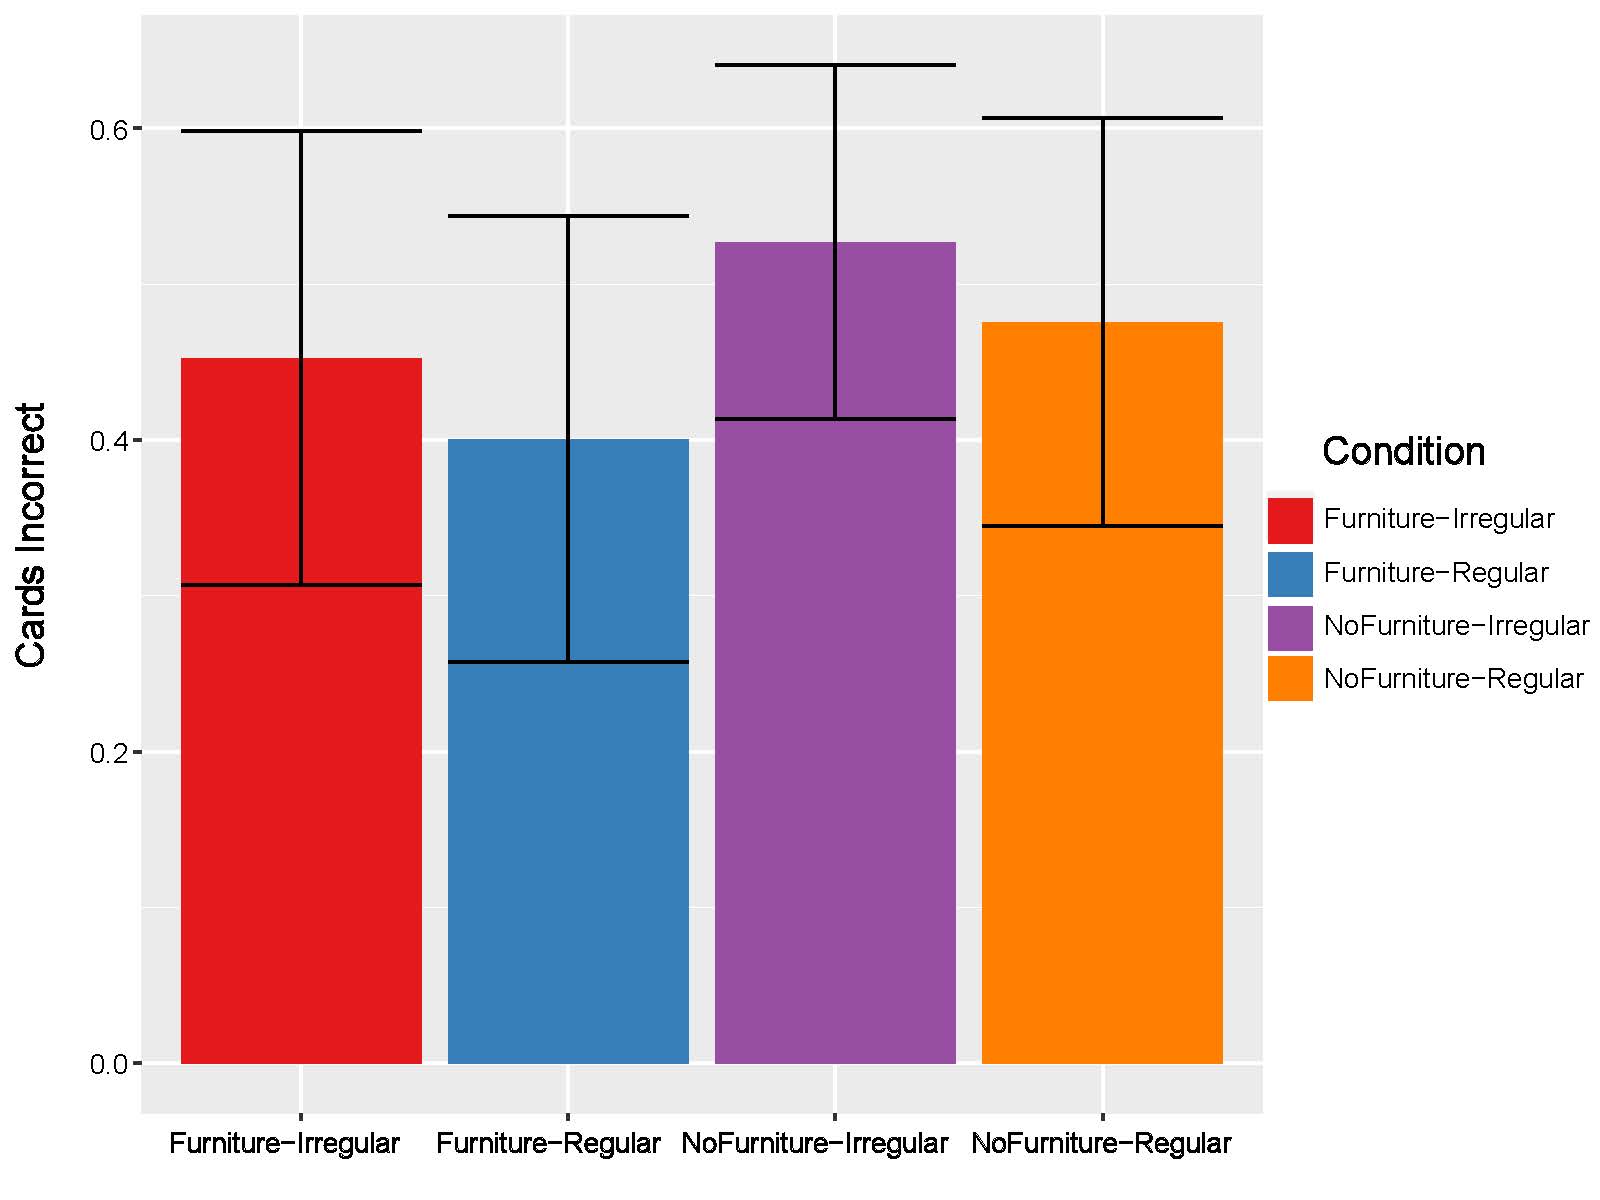 Cards Incorrect
0.6
0.4
0.2
0.0
Furniture-Irregular
Furniture-Regular
NoFurniture-Irregular
NoFurniture-Regular
Condition
Furniture-Irregular
Furniture-Regular
NoFurniture-Irregular
NoFurniture-Regular